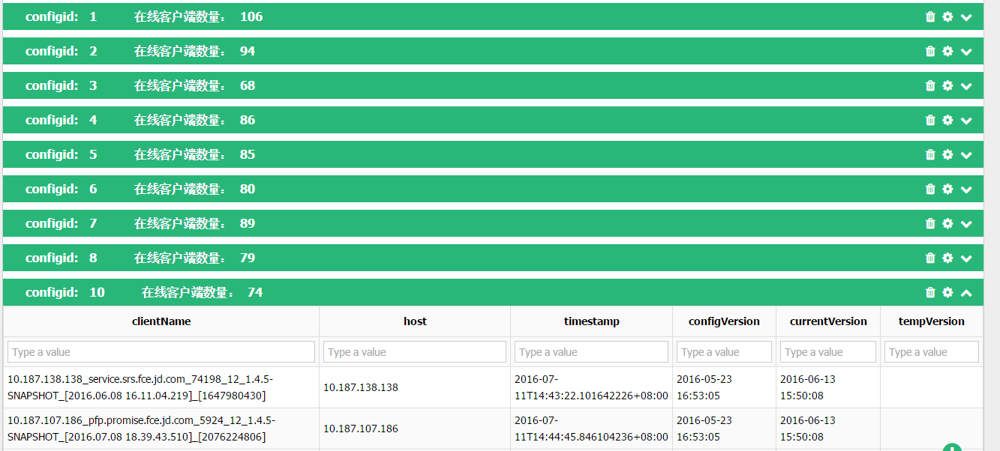 configid: 1 在线客户端数量： 106
configid: 2 在线客户端数量： 94
configid: 3 在线客户端数量： 68
configid: 4 在线客户端数量： 86
configid: 5 在线客户端数量： 85
configid: 6 在线客户端数量： 80
configid: 7 在线客户端数量： 89
configid: 8 在线客户端数量： 79
configid: 10 在线客户端数量： 74
clientName host timestamp configVersion currentVersion tempVersion
Type a value Type a value Type a value Type a value Type a value Type a value
10.187.138.138_service.srs.fce.jd.com_74198_12_1.4.5-
SNAPSHOT_[2016.06.08 16.11.04.219]_[1647980430]
10.187.138.138
2016-07-
11T14:43:22.101642226+08:00
2016-05-23
16:53:05
2016-06-13
15:50:08
10.187.107.186_pfp.promise.fce.jd.com_5924_12_1.4.5-
SNAPSHOT_[2016.07.08 18.39.43.510]_[2076224806]
10.187.107.186
2016-07-
11T14:44:45.846104236+08:00
2016-05-23
16:53:05
2016-06-13
15:50:08